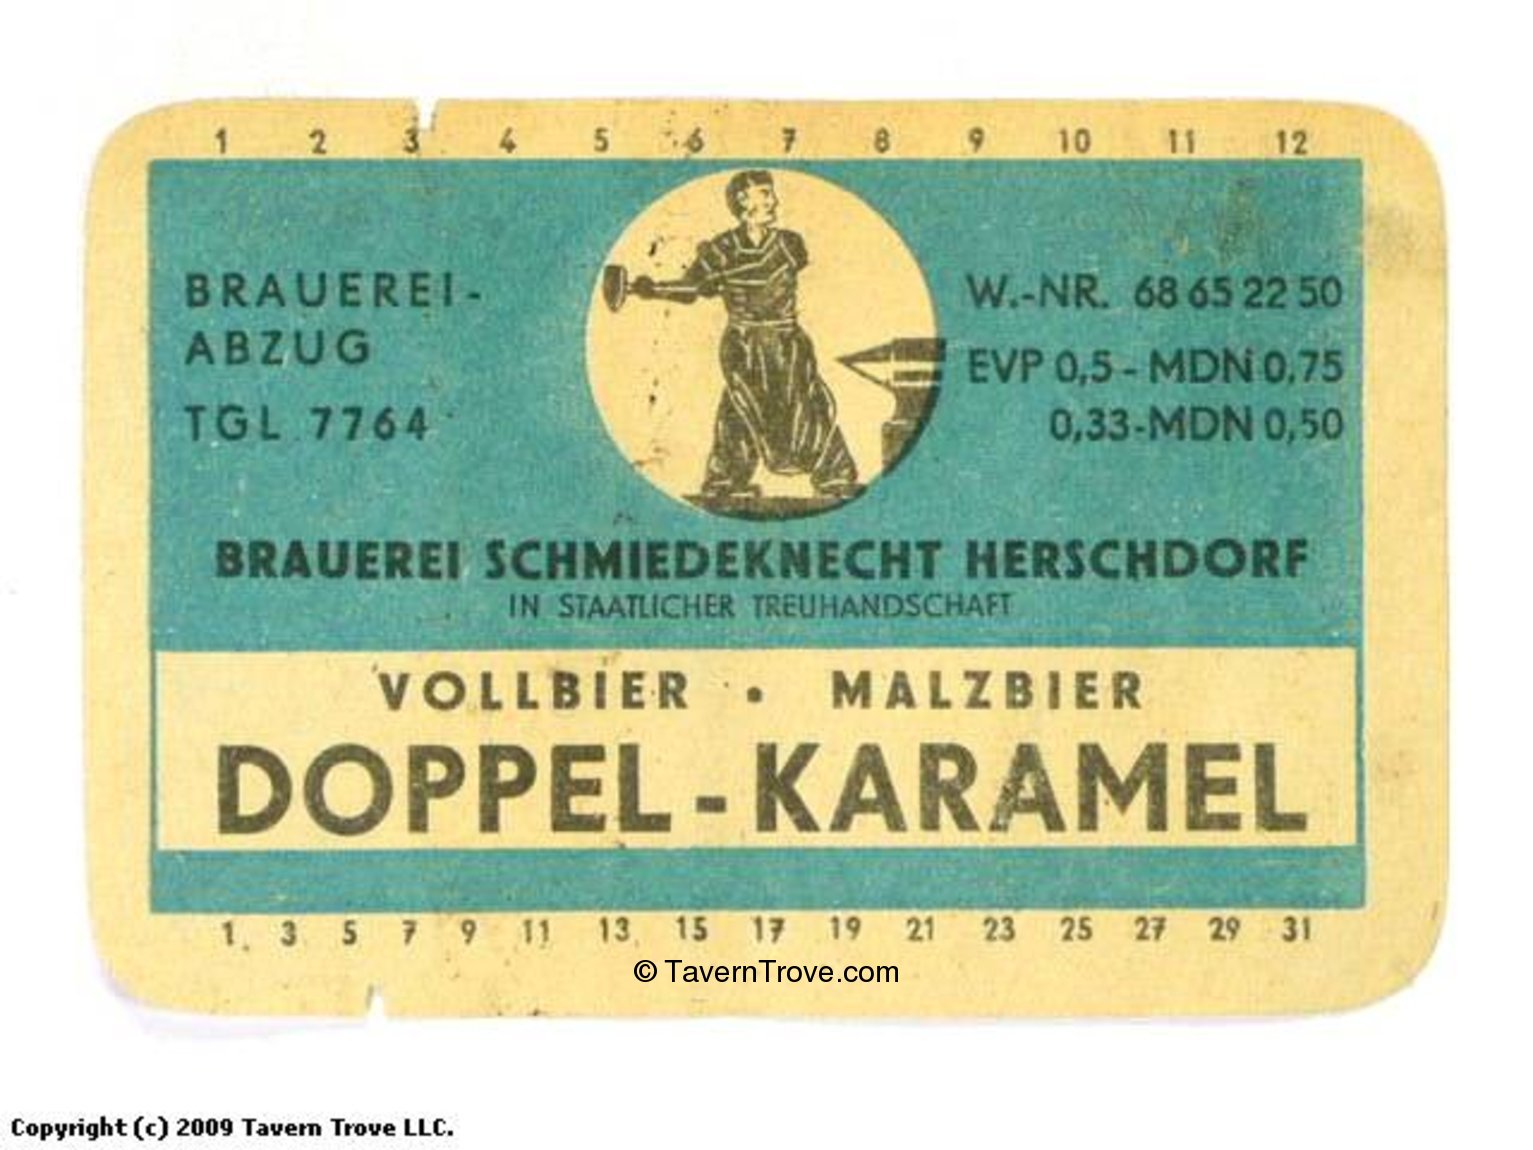 1 2 3 4 5 6 7 8 9 10 11 12
BRAUEREI-
ABZUG
TGL 7764
W.-NR. 68 65 22 50
EVP 0,5 - MDN 0,75
0,33-MDN 0,50
BRAUEREI SCHMIEDEKNECHT HERSCHDORF
IN STAATLICHER TREUHANDSCHAFT
VOLLBIER • MALZBIER
DOPPEL-KARAMEL
1 3 5 7 9 11 13 15 17 19 21 23 25 27 29 31
© TavernTrove.com
Copyright (c) 2009 Tavern Trove LLC.